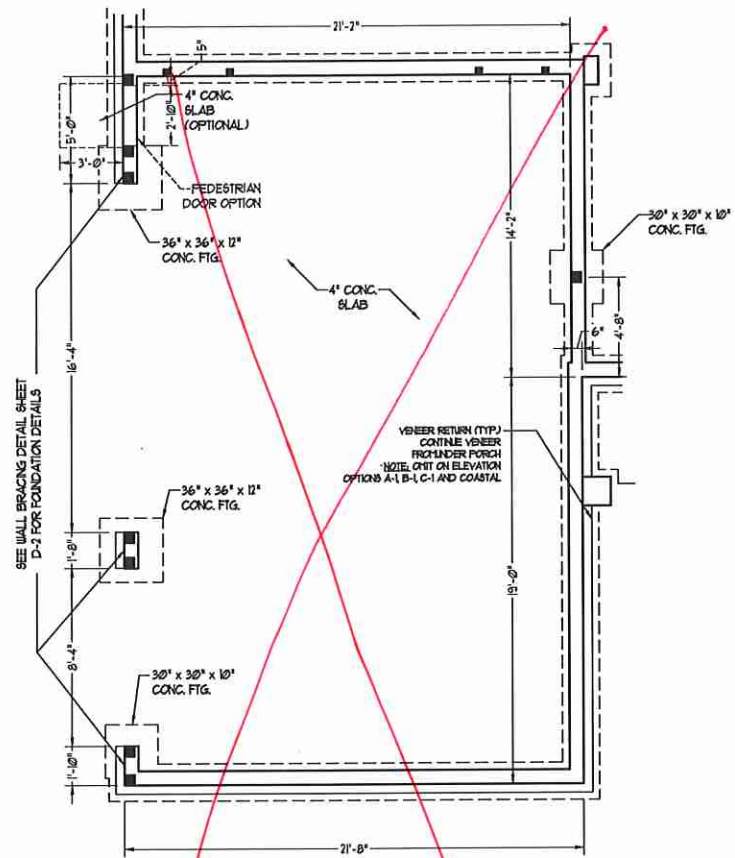 21'-2"
5"
4" CONC.
SLAB
(OPTIONAL)
2'-10"
5'-0"
3'-0"
PEDESTRIAN
DOOR OPTION
36" x 36" x 12"
CONC. FTG.
30" x 30" x 10"
CONC. FTG.
14'-2"
4" CONC.
SLAB
6"
4'-8"
16'-4"
SEE WALL BRACING DETAIL SHEET
D-2 FOR FOUNDATION DETAILS
VENEER RETURN (TYP.)
CONTINUE VENEER
FROM UNDER PORCH
NOTE: OMIT ON ELEVATION
OPTIONS A-1, B-1, C-1 AND COASTAL
36" x 36" x 12"
CONC. FTG.
1'-8"
19'-0"
8'-4"
30" x 30" x 10"
CONC. FTG.
1'-10"
21'-8"